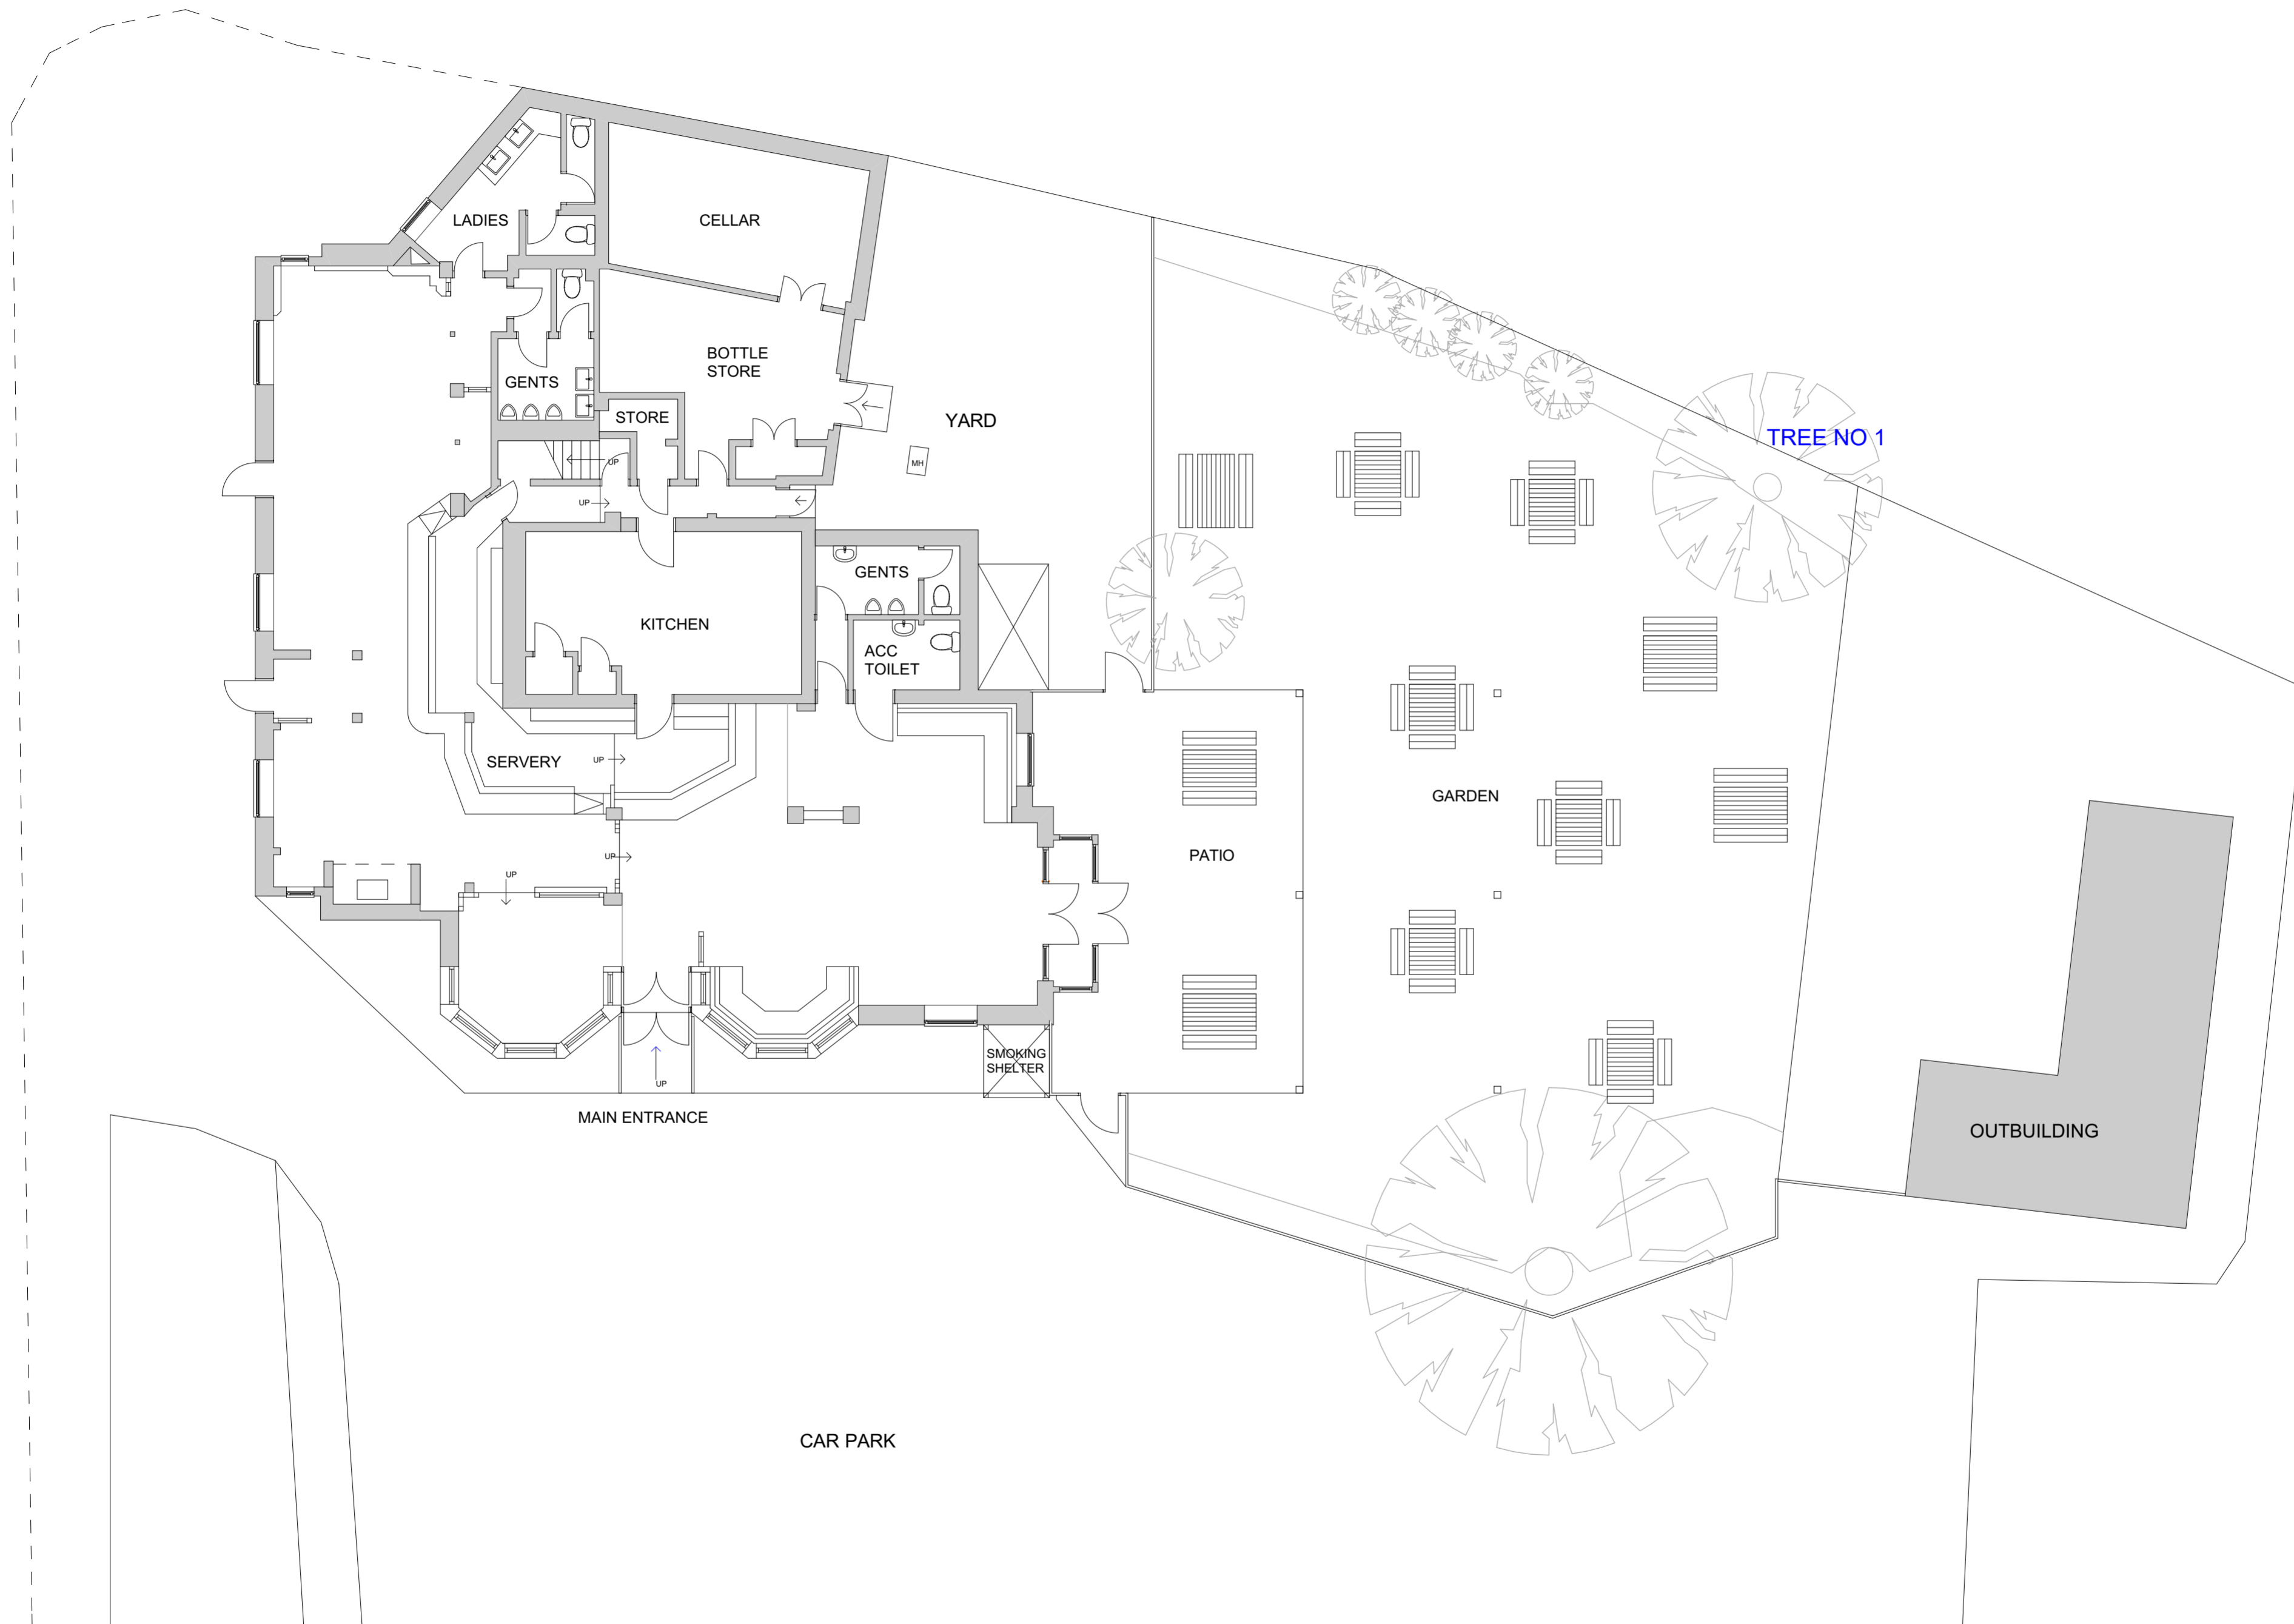 LADIES
CELLAR
BOTTLE
STORE
GENTS
STORE
YARD
TREE NO 1
UP
MH
UP
GENTS
KITCHEN
ACC
TOILET
SERVERY
UP
GARDEN
PATIO
UP
UP
SMOKING
SHELTER
UP
MAIN ENTRANCE
OUTBUILDING
CAR PARK